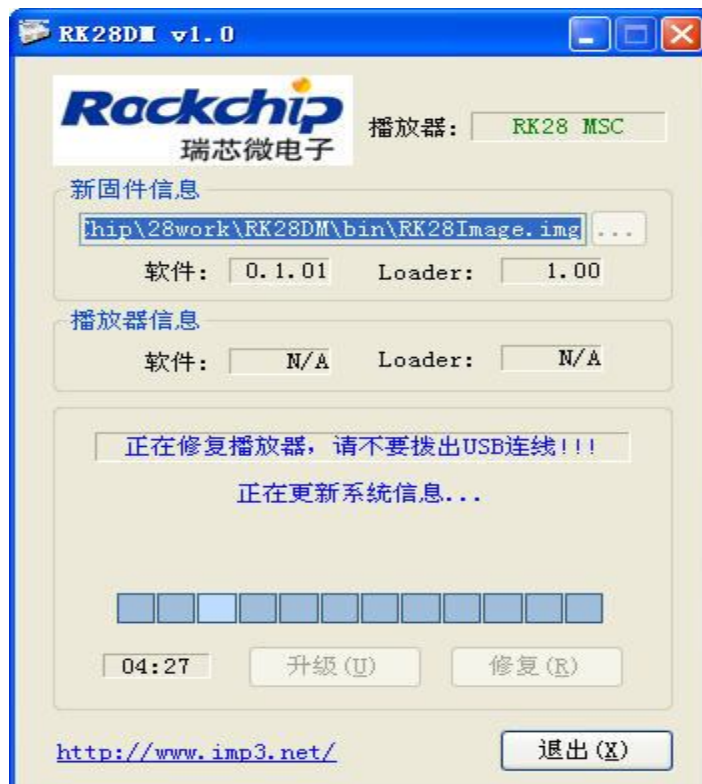 RK28DM v1.0
Rockchip
瑞芯微电子
播放器: RK28 MSC
新固件信息
hip\28work\RK28DM\bin\RK28Image.img ...
软件: 0.1.01 Loader: 1.00
播放器信息
软件: N/A Loader: N/A
正在修复播放器，请不要拨出USB连线!!!
正在更新系统信息...
04:27 升级(U) 修复(R)
http://www.imp3.net/ 退出(X)